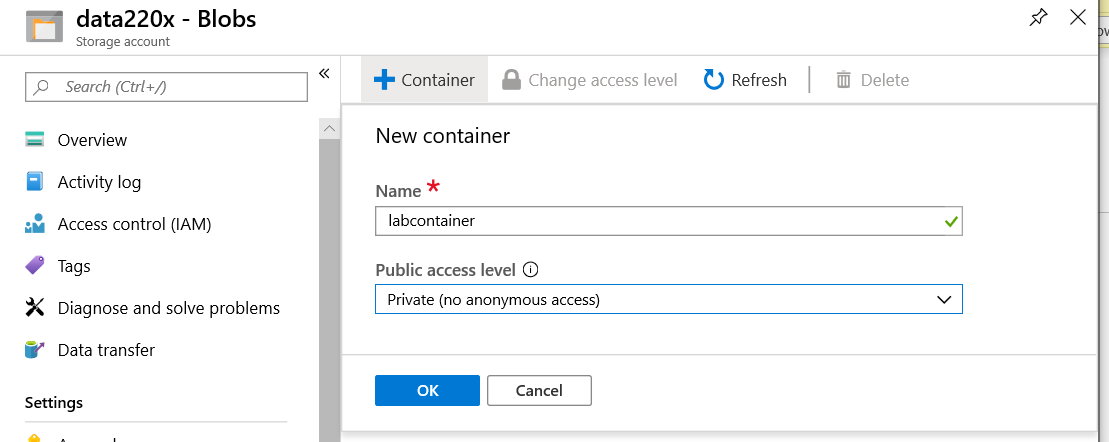 data220x - Blobs
Storage account
Search (Ctrl+/)
Overview
Activity log
Access control (IAM)
Tags
Diagnose and solve problems
Data transfer
Settings
Container
Change access level
Refresh
Delete
New container
Name *
labcontainer
Public access level
Private (no anonymous access)
OK
Cancel